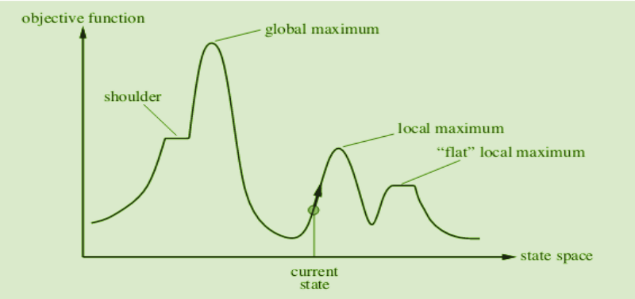 objective function
global maximum
shoulder
local maximum
“flat” local maximum
state space
current
state